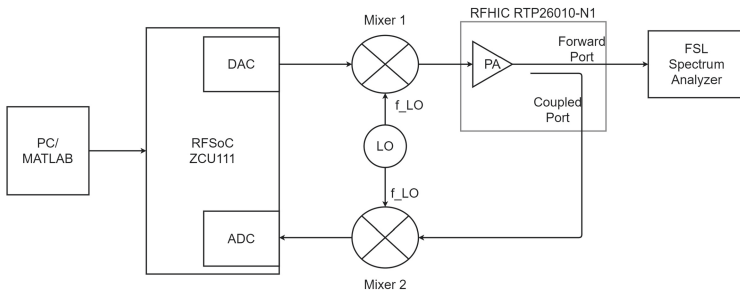 Mixer 1
RFHIC RTP26010-N1
DAC
PA
Forward
Port
FSL
Spectrum
Analyzer
f_LO
Coupled
Port
PC/
MATLAB
RFSoC
ZCU111
LO
f_LO
ADC
Mixer 2